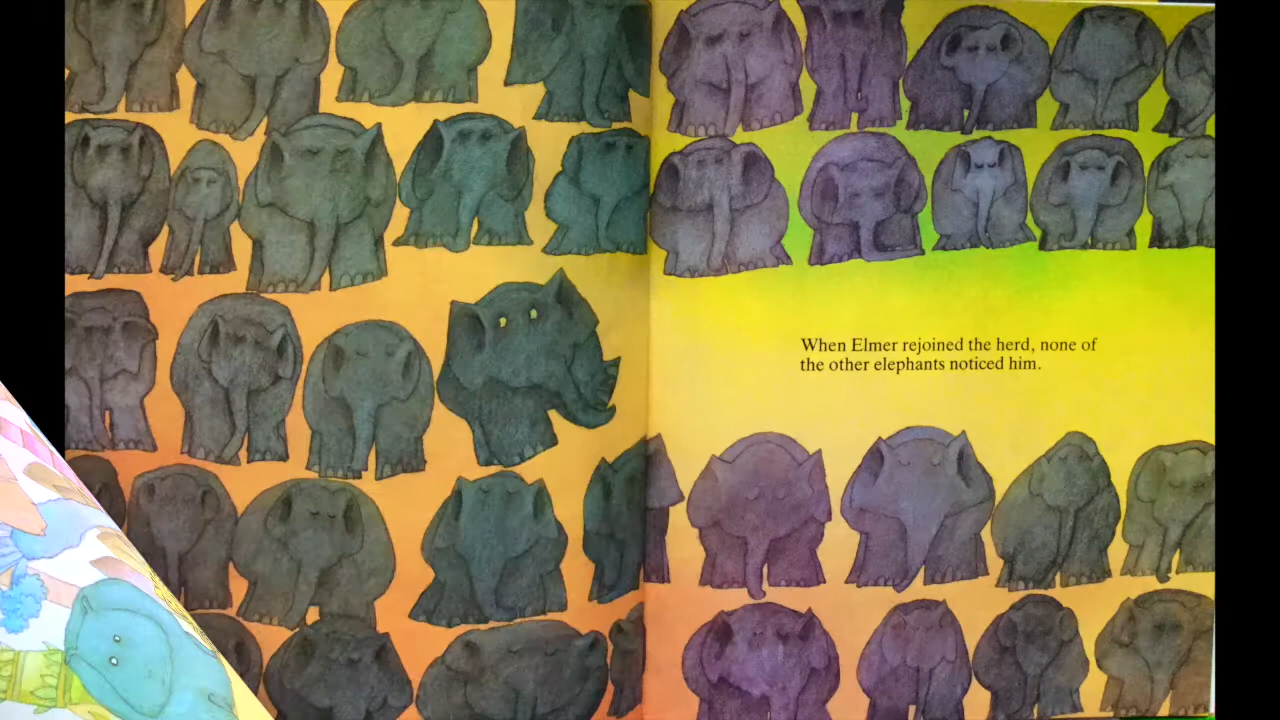 When Elmer rejoined the herd, none of
the other elephants noticed him.